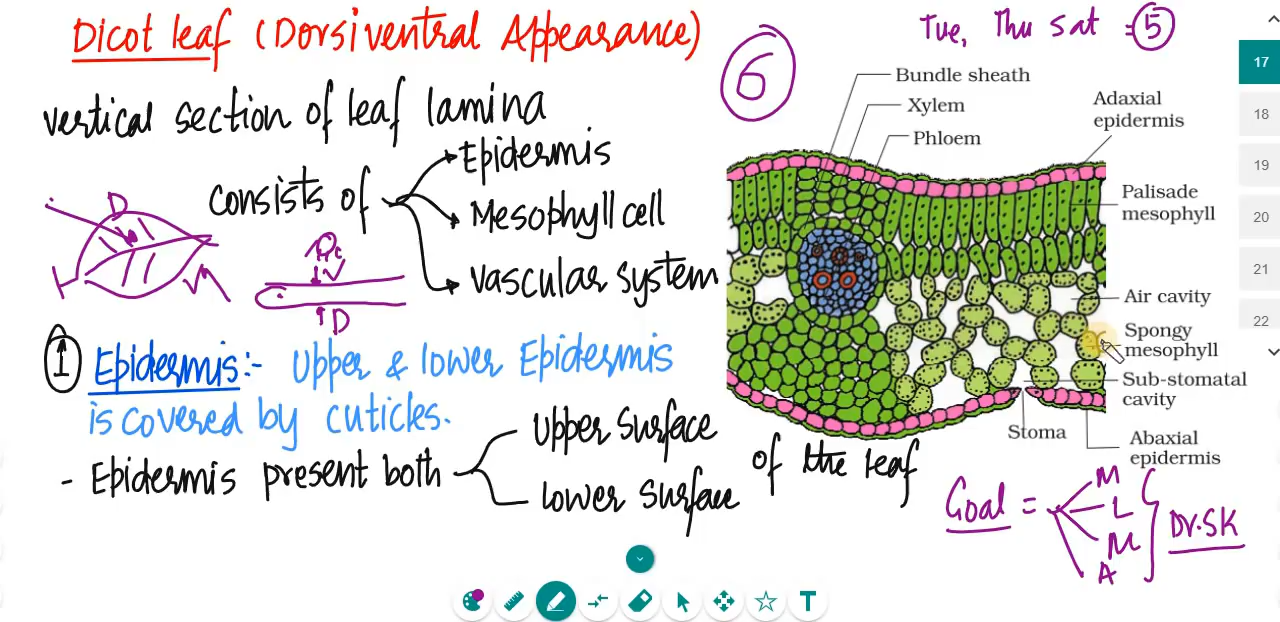 Dicot leaf (Dorsiventral Appearance)
Tue, Thu Sat = 5
6
vertical section of leaf lamina
consists of
Epidermis
Mesophyll cell
vascular system
D
V
D
1 Epidermis:- Upper & lower Epidermis
is covered by cuticles.
- Epidermis present both
Upper surface
lower surface
of the leaf
Bundle sheath
Xylem
Phloem
Adaxial
epidermis
Palisade
mesophyll
Air cavity
Spongy
mesophyll
Sub-stomatal
cavity
Stoma
Abaxial
epidermis
Goal =
M
L
M
A
Dr.SK
17
18
19
20
21
22
T